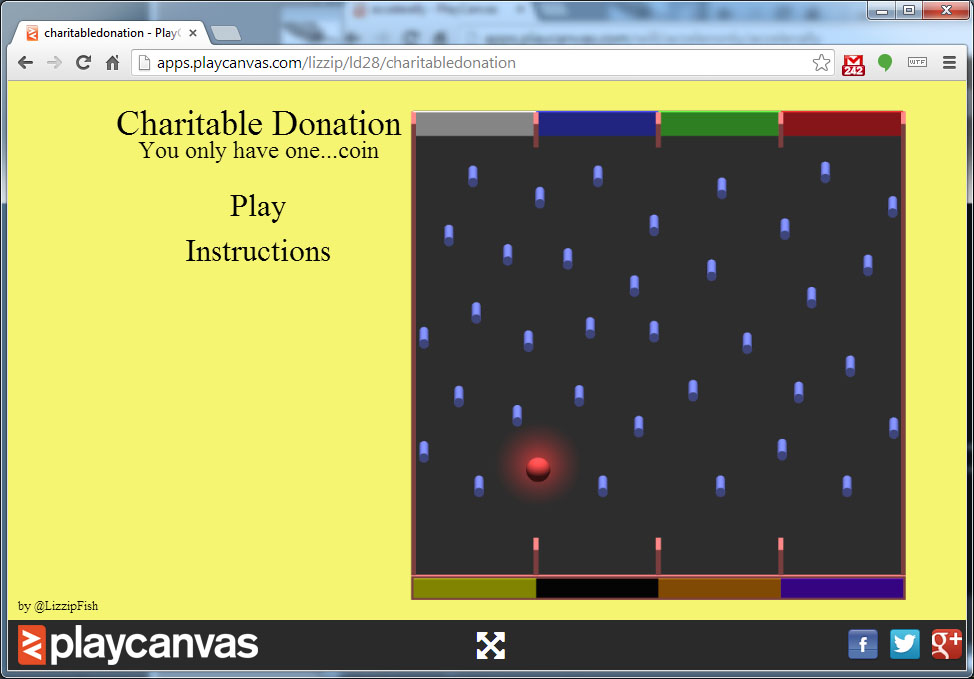 charitabledonation - Play
apps.playcanvas.com/lizzip/ld28/charitabledonation
242
WTF
Charitable Donation
You only have one...coin
Play
Instructions
by @LizzipFish
playcanvas
f
g+